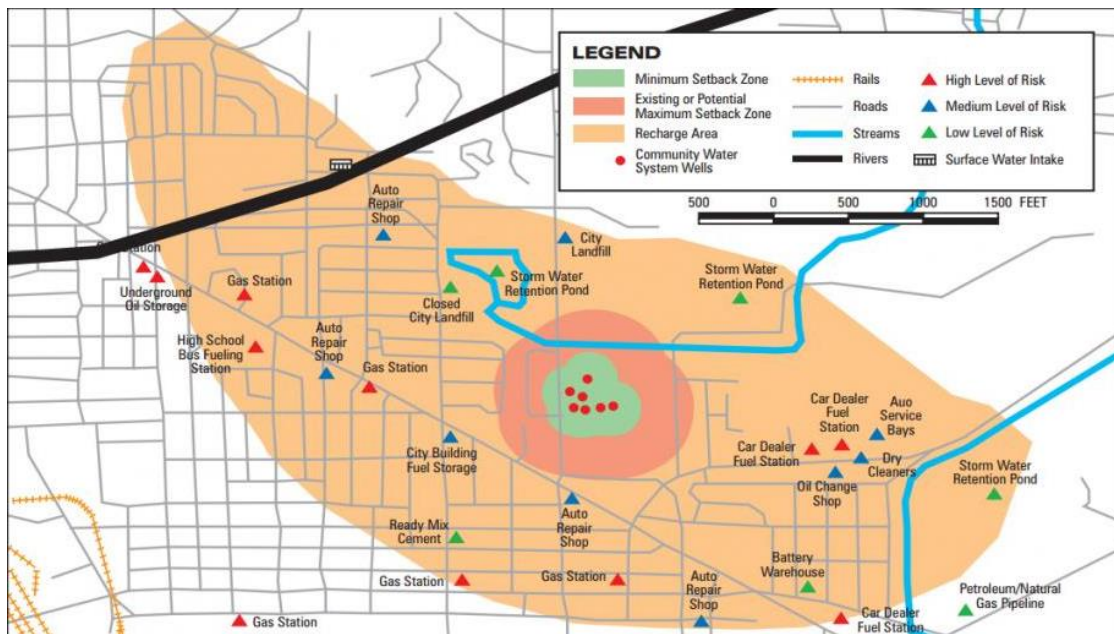 LEGEND
Minimum Setback Zone
Existing or Potential
Maximum Setback Zone
Recharge Area
Community Water
System Wells
Rails
Roads
Streams
Rivers
High Level of Risk
Medium Level of Risk
Low Level of Risk
Surface Water Intake
500 0 500 1000 1500 FEET
Auto
Repair
Shop
City
Landfill
Underground
Oil Storage
Gas Station
Closed
City Landfill
Storm Water
Retention Pond
Storm Water
Retention Pond
High School
Bus Fueling
Station
Auto
Repair
Shop
Gas Station
City Building
Fuel Storage
Car Dealer
Fuel Station
Auo
Service
Bays
Car Dealer
Fuel Station
Dry
Cleaners
Oil Change
Shop
Storm Water
Retention Pond
Auto
Repair
Shop
Ready Mix
Cement
Gas Station
Gas Station
Battery
Warehouse
Auto
Repair
Shop
Petroleum/Natural
Gas Pipeline
Gas Station
Car Dealer
Fuel Station